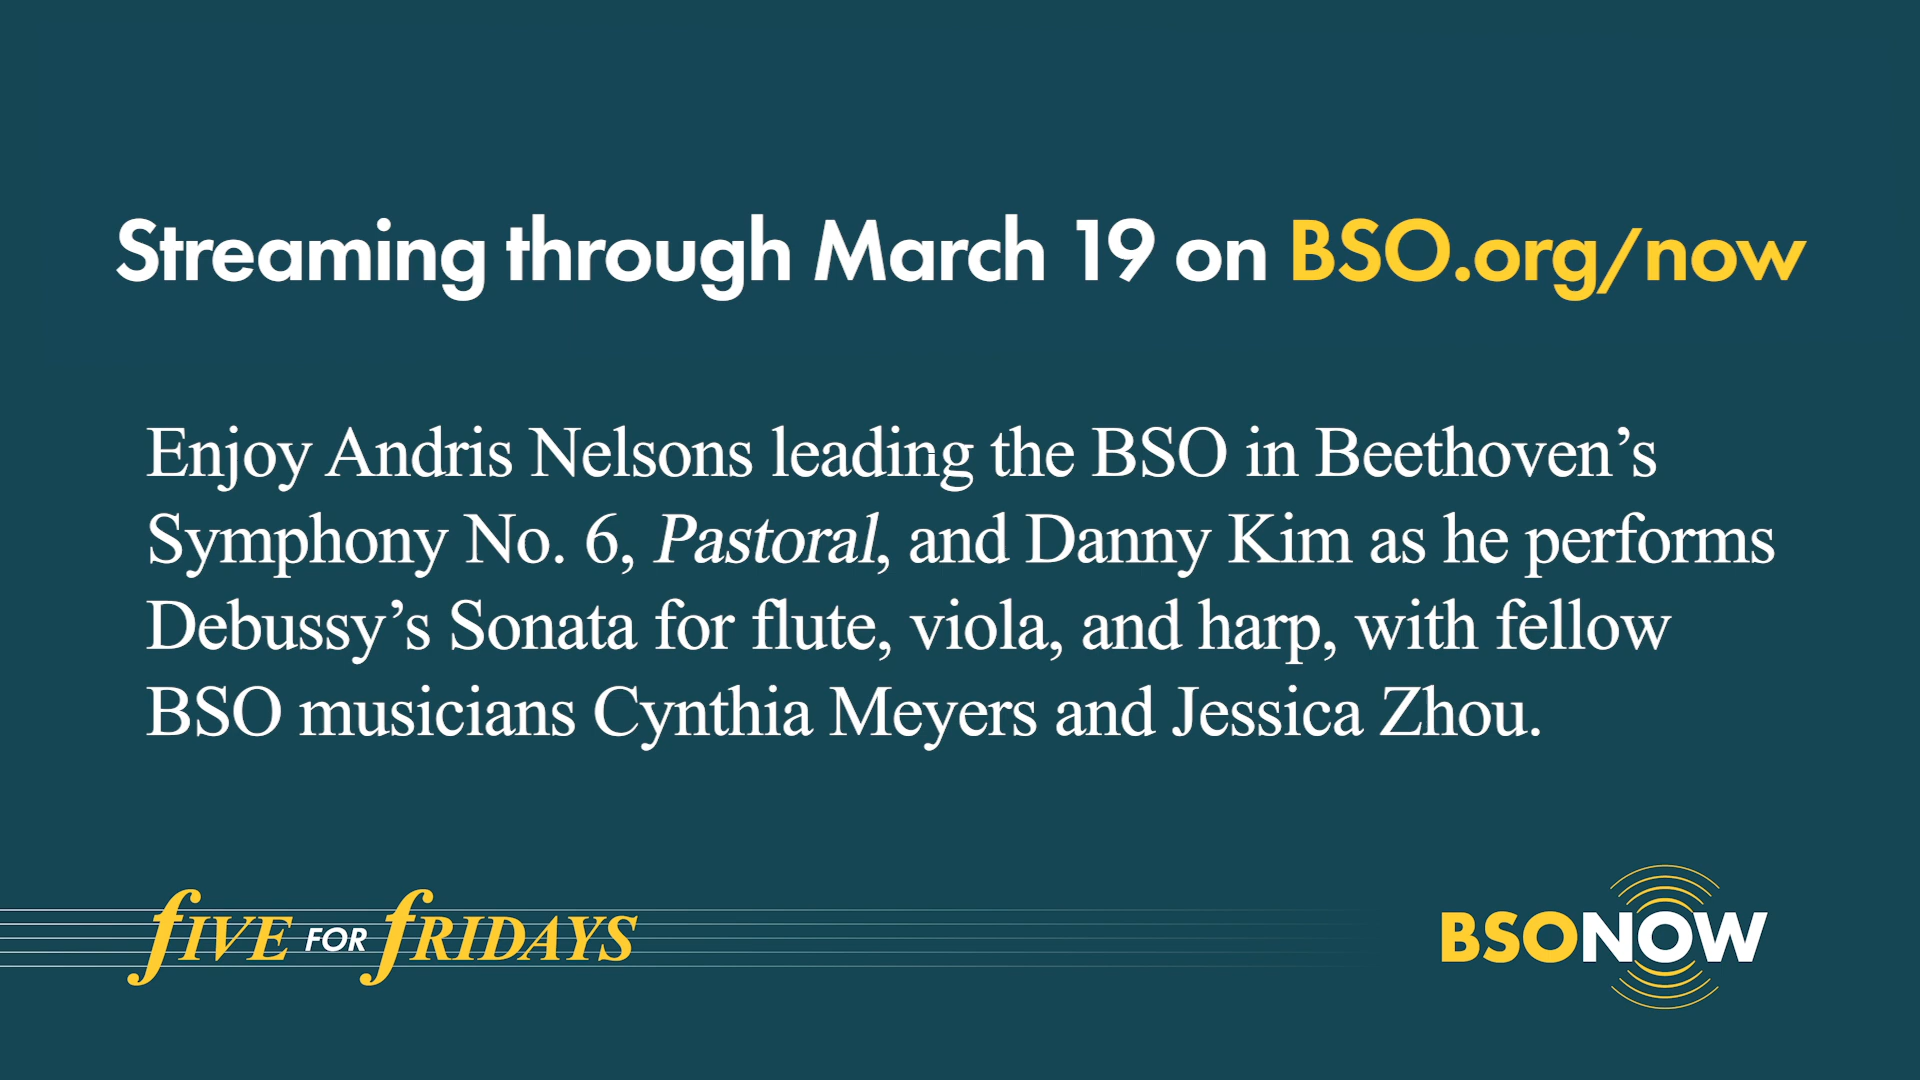 Streaming through March 19 on BSO.org/now
Enjoy Andris Nelsons leading the BSO in Beethoven’s
Symphony No. 6, Pastoral, and Danny Kim as he performs
Debussy’s Sonata for flute, viola, and harp, with fellow
BSO musicians Cynthia Meyers and Jessica Zhou.
fIVE FOR fRIDAYS
BSONOW